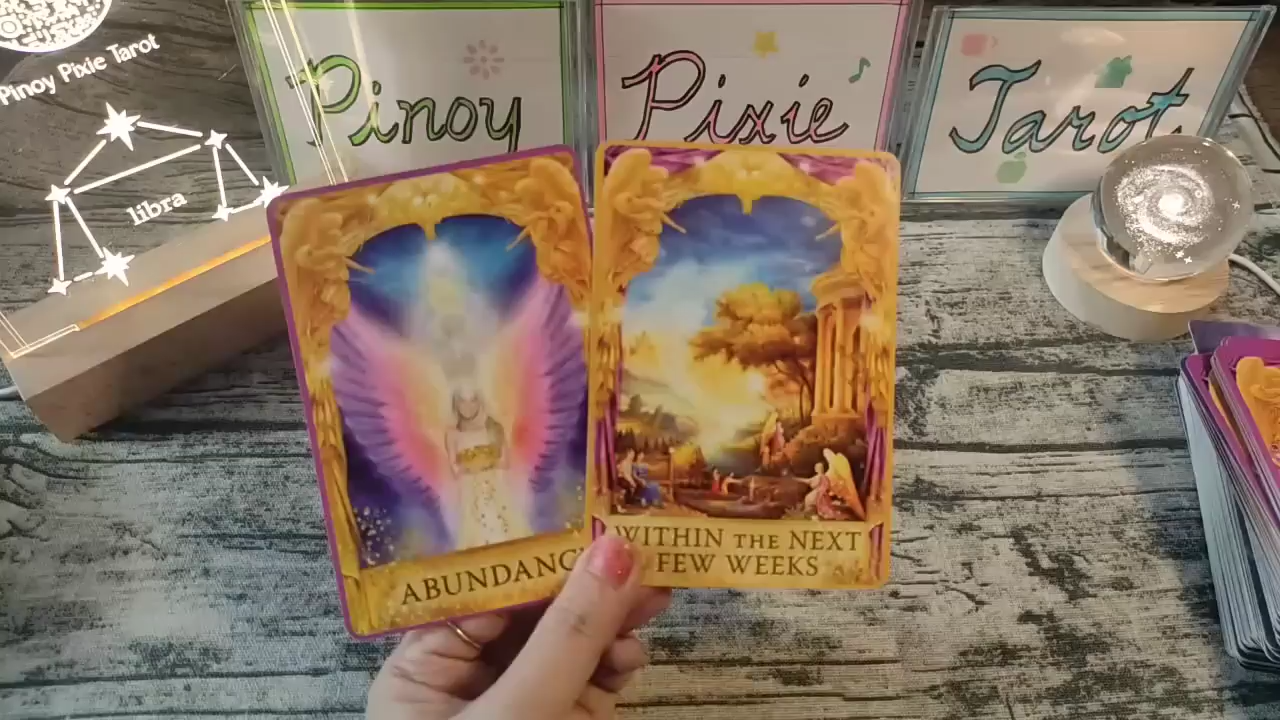 Pinoy Pixie Tarot
libra
Pinoy
Pixie
Tarot
ABUNDANC
WITHIN THE NEXT
FEW WEEKS